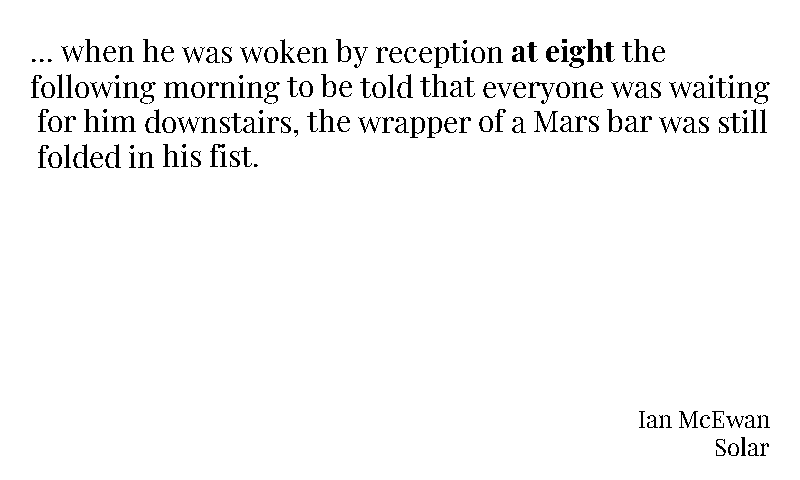 ... when he was woken by reception at eight the
following morning to be told that everyone was waiting
for him downstairs, the wrapper of a Mars bar was still
folded in his fist.
Ian McEwan
Solar